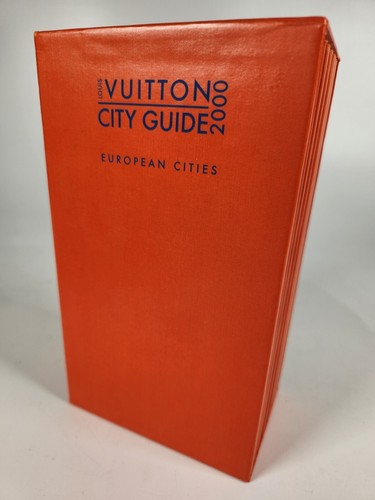 LOUIS VUITTON
CITY GUIDE 2000
EUROPEAN CITIES